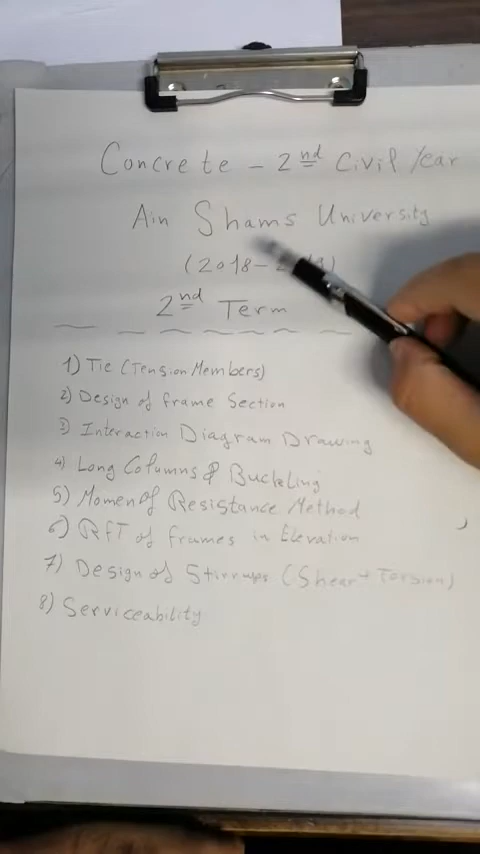 Concrete - 2nd Civil Year
Ain Shams University
(2018-
2nd Term
1) Tie (Tension Members)
2) Design of Frame Section
3) Interaction Diagram Drawing
4) Long Columns & Buckling
5) Momen of Resistance Method
6) RFT of frames in Elevation
7) Design of Stirrups (Shear + Torsion)
8) Serviceability